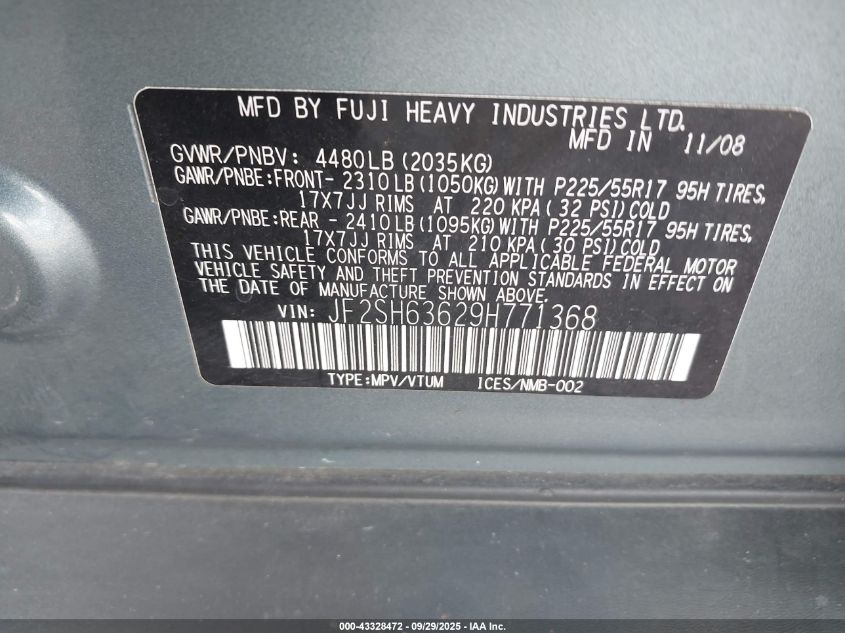 MFD BY FUJI HEAVY INDUSTRIES LTD.
MFD IN 11/08
GVWR/PNBV: 4480LB(2035KG)
GAWR/PNBE:FRONT- 2310LB(1050KG)WITH P225/55R17 95H TIRES,
17X7JJ RIMS AT 220 KPA(32 PSI)COLD
GAWR/PNBE:REAR - 2410LB(1095KG)WITH P225/55R17 95H TIRES,
17X7JJ RIMS AT 210 KPA(30 PSI)COLD
THIS VEHICLE CONFORMS TO ALL APPLICABLE FEDERAL MOTOR
VEHICLE SAFETY AND THEFT PREVENTION STANDARDS IN EFFECT ON
THE DATE OF MANUFACTURE SHOWN ABOVE.
VIN: JF2SH63629H771368
TYPE:MPV/VTUM ICES/NMB-002
000-43328472 - 09/29/2025 - IAA Inc.